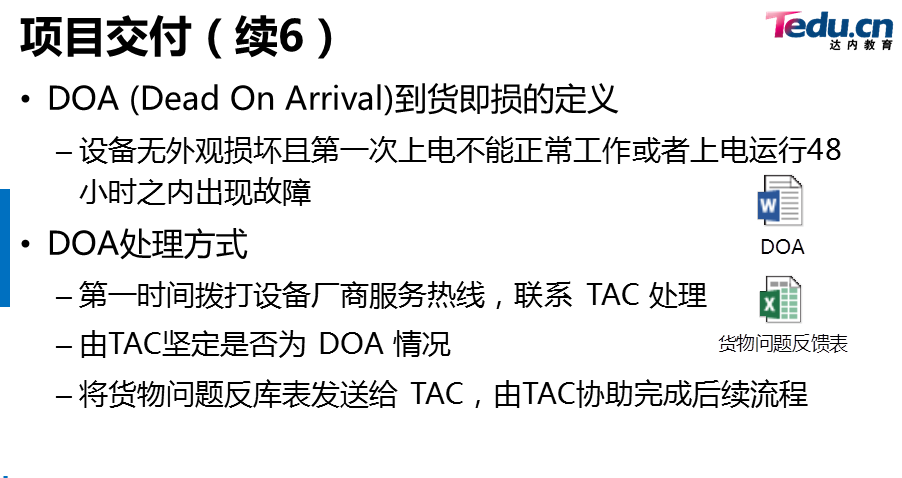 项目交付（续6）
Tedu.cn
达内教育
• DOA (Dead On Arrival)到货即损的定义
– 设备无外观损坏且第一次上电不能正常工作或者上电运行48
小时之内出现故障
W
DOA
• DOA处理方式
– 第一时间拨打设备厂商服务热线，联系 TAC 处理
X
– 由TAC坚定是否为 DOA 情况
货物问题反馈表
– 将货物问题反库表发送给 TAC，由TAC协助完成后续流程